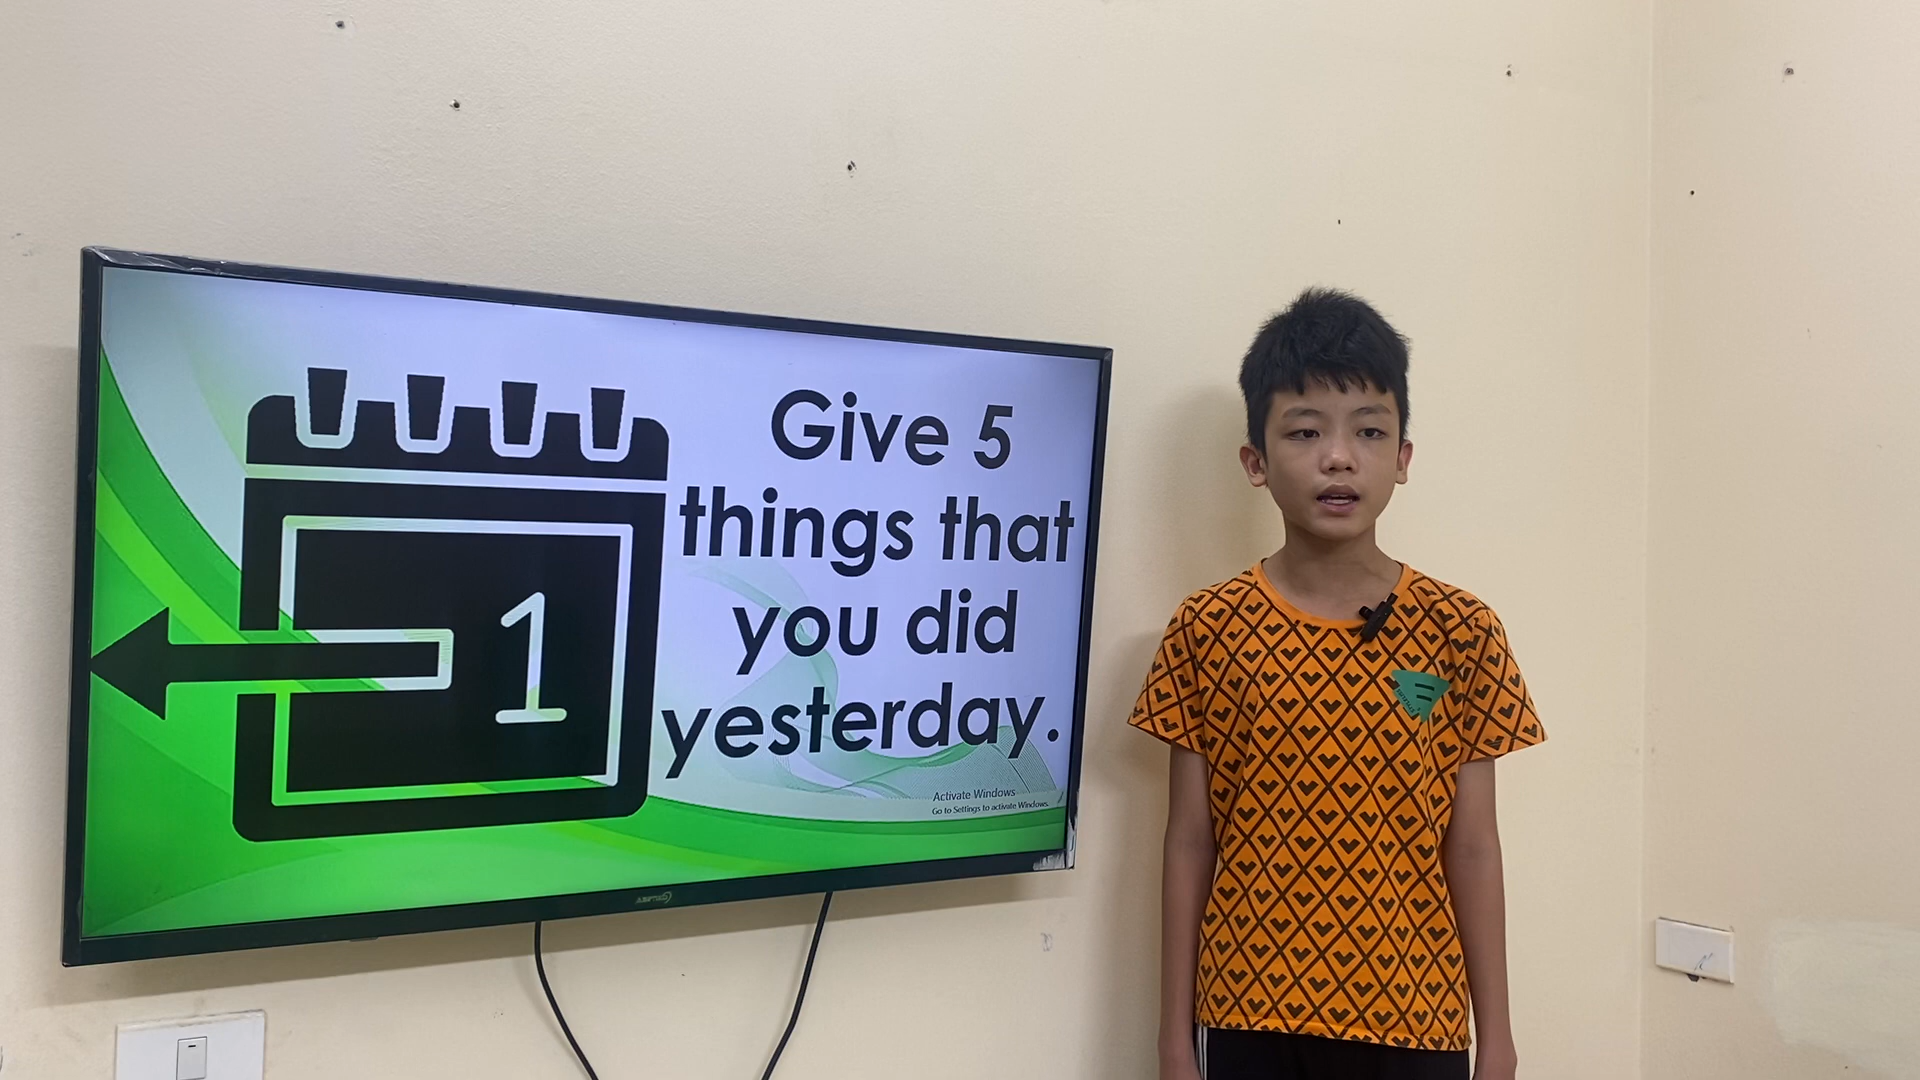 Give 5
things that
you did
yesterday.
1
Activate Windows
Go to Settings to activate Windows.